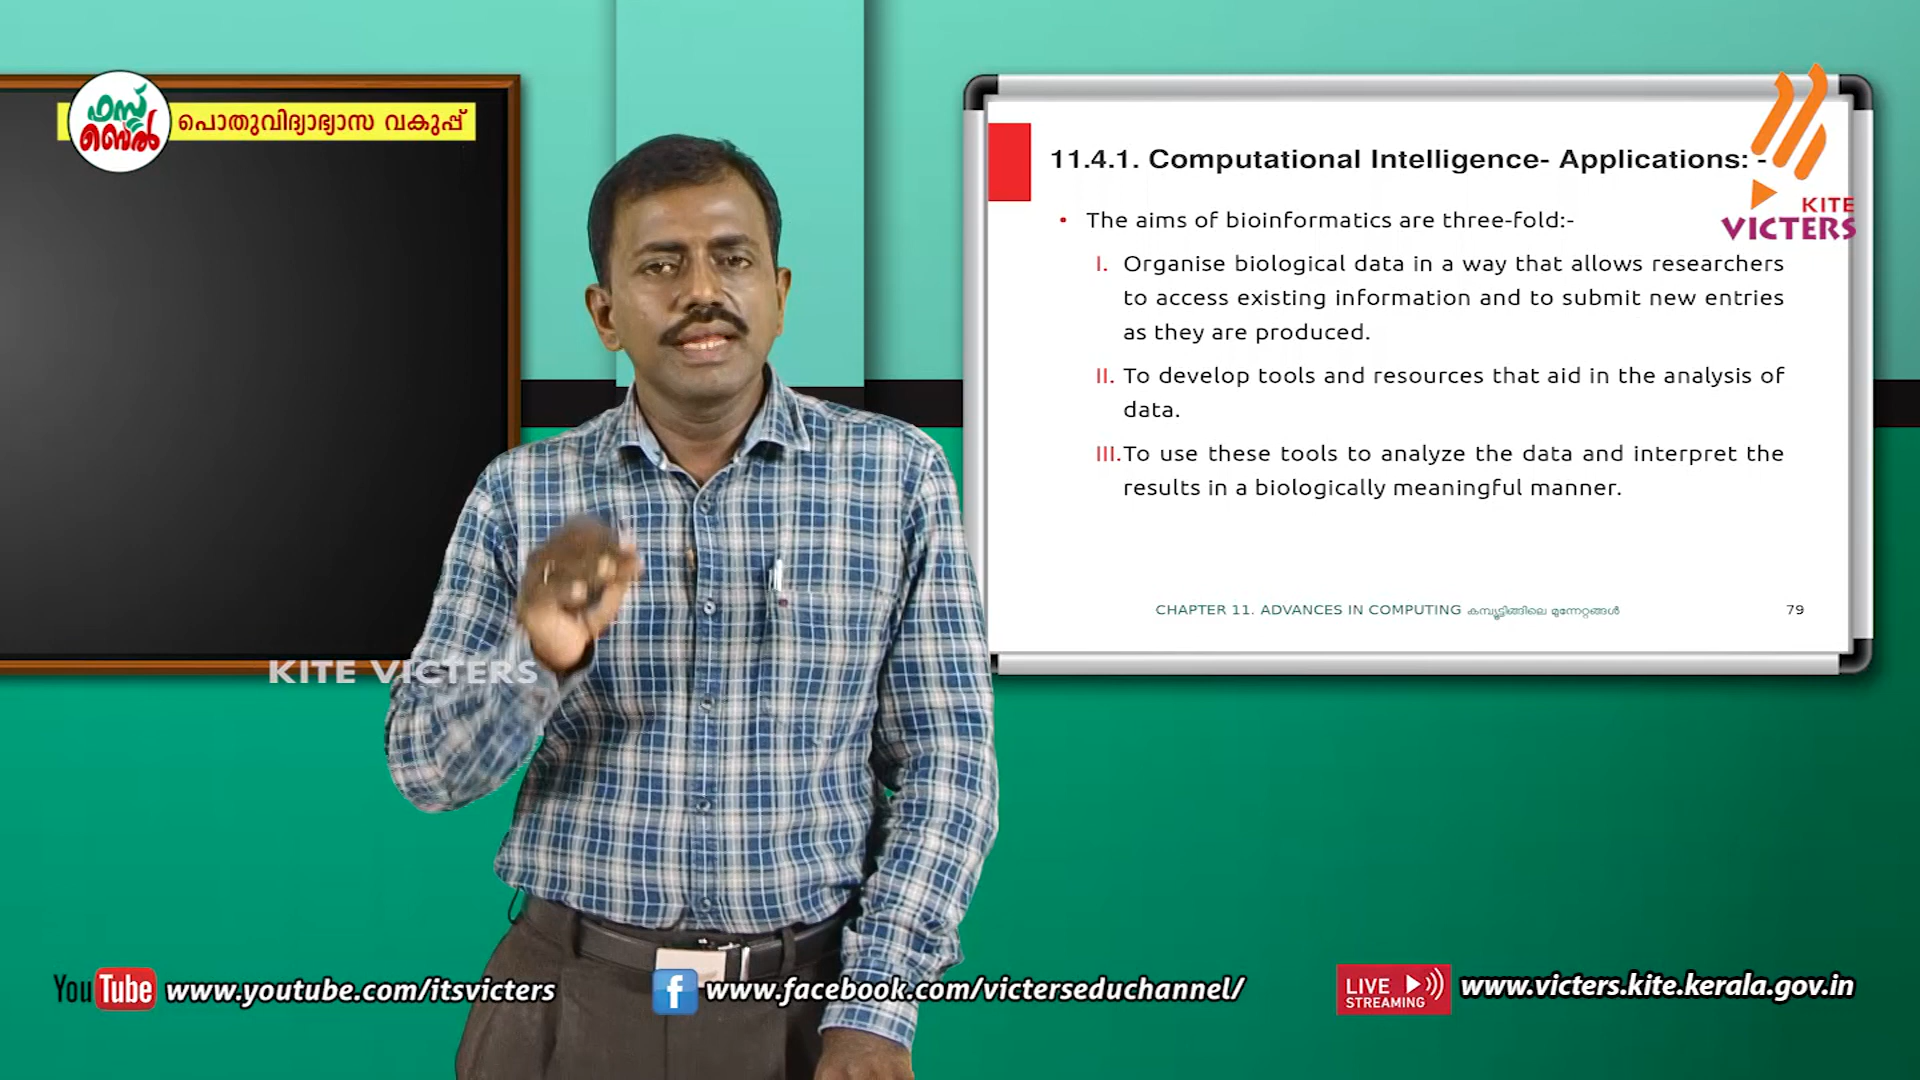 ഫസ്റ്റ്
ബെൽ
പൊതുവിദ്യാഭ്യാസ വകുപ്പ്
11.4.1. Computational Intelligence- Applications: -
KITE
VICTERS
• The aims of bioinformatics are three-fold:-
I. Organise biological data in a way that allows researchers
to access existing information and to submit new entries
as they are produced.
II. To develop tools and resources that aid in the analysis of
data.
III. To use these tools to analyze the data and interpret the
results in a biologically meaningful manner.
CHAPTER 11. ADVANCES IN COMPUTING കമ്പ്യൂട്ടിങ്ങിലെ മുന്നേറ്റങ്ങൾ 79
KITE VICTERS
YouTube www.youtube.com/itsvicters
f www.facebook.com/victerseduchannel/
LIVE
STREAMING
www.victers.kite.kerala.gov.in